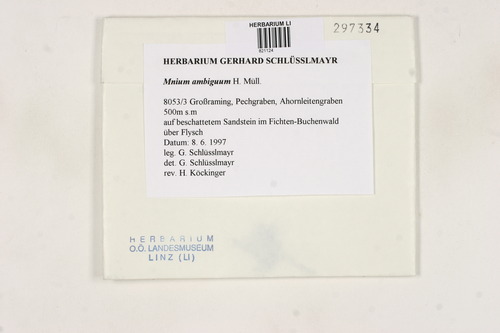 HERBARIUM LI
821124
297334
HERBARIUM GERHARD SCHLÜSSLMAYR
Mnium ambiguum H. Müll.
8053/3 Großraming, Pechgraben, Ahornleitengraben
500m s.m
auf beschattetem Sandstein im Fichten-Buchenwald
über Flysch
Datum: 8. 6. 1997
leg. G. Schlüsslmayr
det. G. Schlüsslmayr
rev. H. Köckinger
HERBARIUM
O.Ö. LANDESMUSEUM
LINZ (LI)